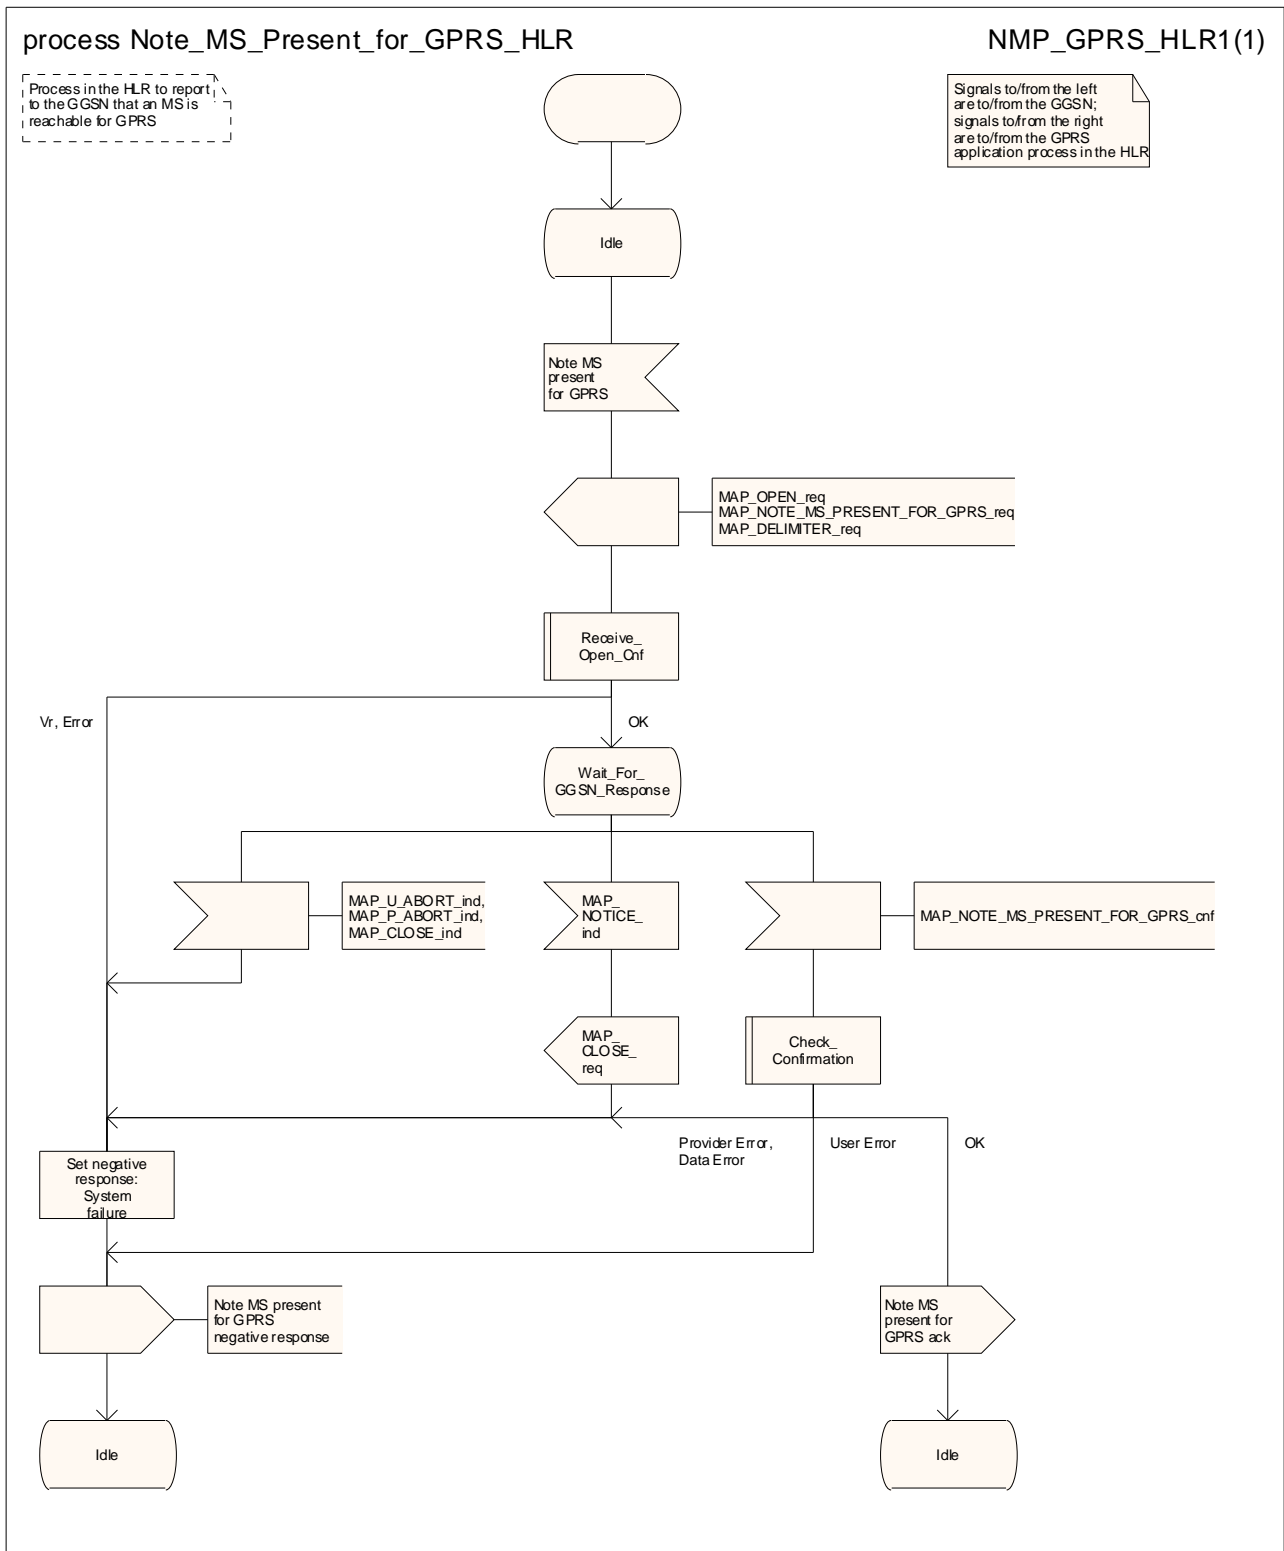 process Note_MS_Present_for_GPRS_HLR
NMP_GPRS_HLR1(1)
Process in the HLR to report
to the GGSN that an MS is
reachable for GPRS
Signals to/from the left
are to/from the GGSN;
signals to/from the right
are to/from the GPRS
application process in the HLR
Idle
Note MS
present
for GPRS
MAP_OPEN_req
MAP_NOTE_MS_PRESENT_FOR_GPRS_req
MAP_DELIMITER_req
Receive_
Open_Cnf
Vr, Error
OK
Wait_For_
GGSN_Response
MAP_U_ABORT_ind,
MAP_P_ABORT_ind,
MAP_CLOSE_ind
MAP_
NOTICE_
ind
MAP_NOTE_MS_PRESENT_FOR_GPRS_cnf
MAP_
CLOSE_
req
Check_
Confirmation
Provider Error,
Data Error
User Error
OK
Set negative
response:
System
failure
Note MS present
for GPRS
negative response
Note MS
present for
GPRS ack
Idle
Idle